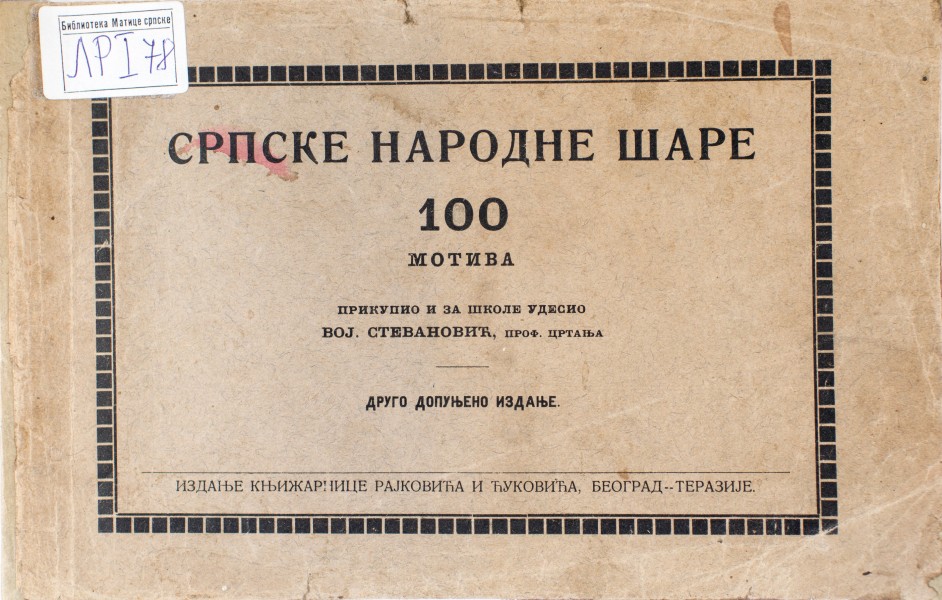 Библиотека Матице српске
ЛР I 78
СРПСКЕ НАРОДНЕ ШАРЕ
100
МОТИВА
ПРИКУПИО И ЗА ШКОЛЕ УДЕСИО
ВОЈ. СТЕВАНОВИЋ, ПРОФ. ЦРТАЊА
ДРУГО ДОПУЊЕНО ИЗДАЊЕ.
ИЗДАЊЕ КЊИЖАРНИЦЕ РАЈКОВИЋА И ЋУКОВИЋА, БЕОГРАД--ТЕРАЗИЈЕ.